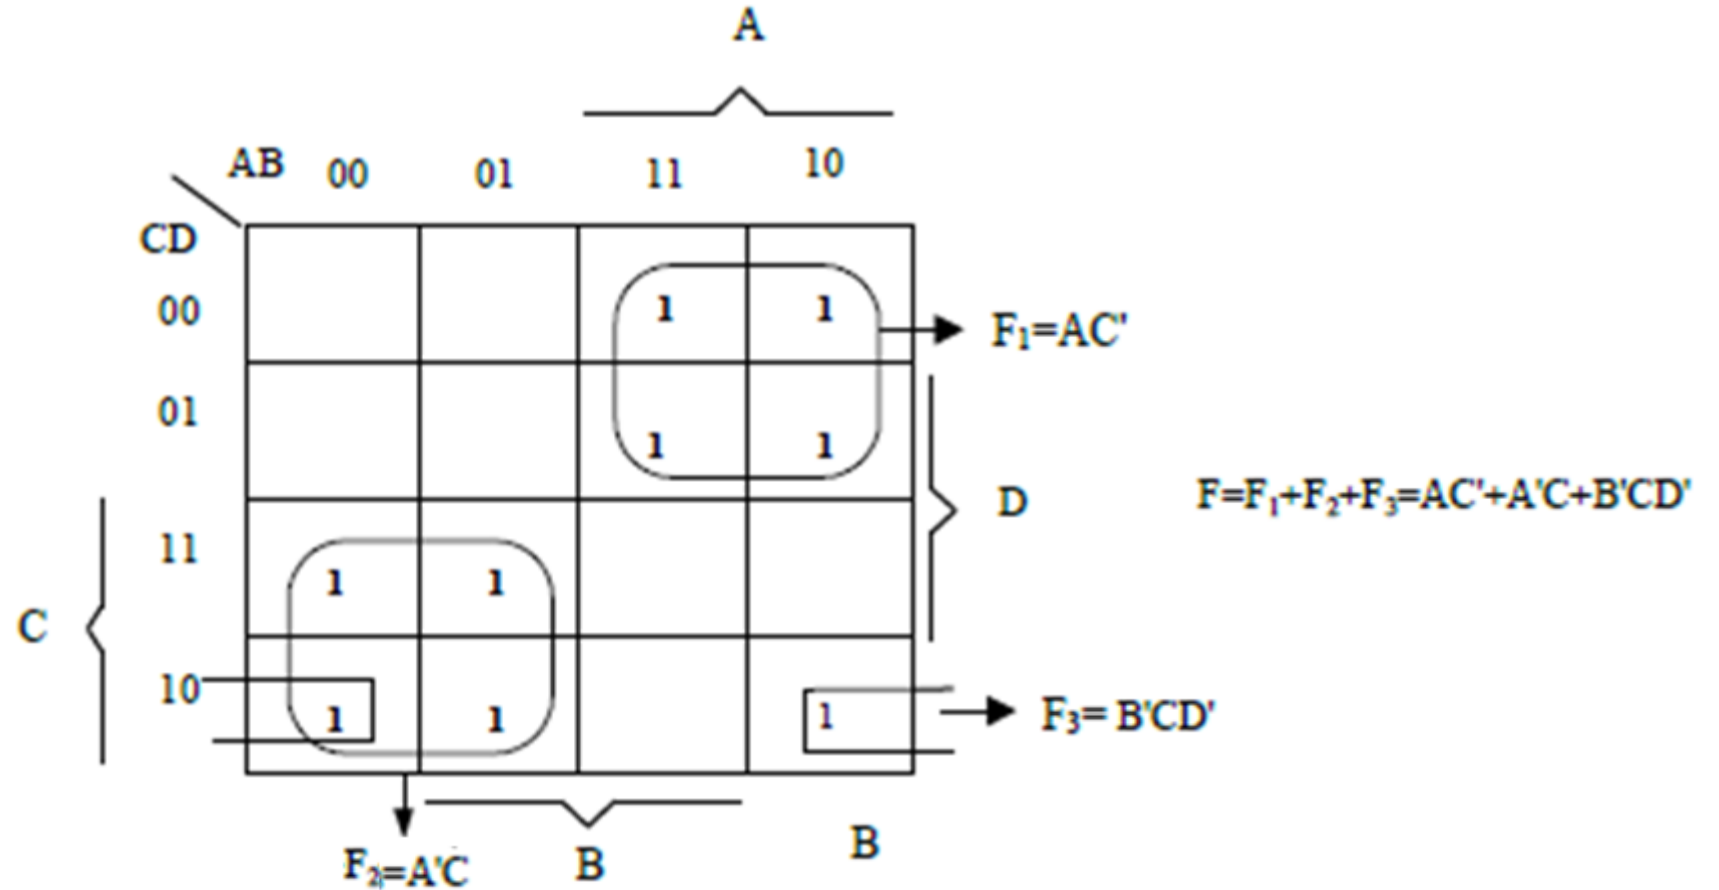 A
AB 00 01 11 10
CD
00 1 1 F₁=AC'
01 1 1
D F=F₁+F₂+F₃=AC'+A'C+B'CD'
11 1 1
C
10 1 1 1 F₃= B'CD'
F₂=A'C B B